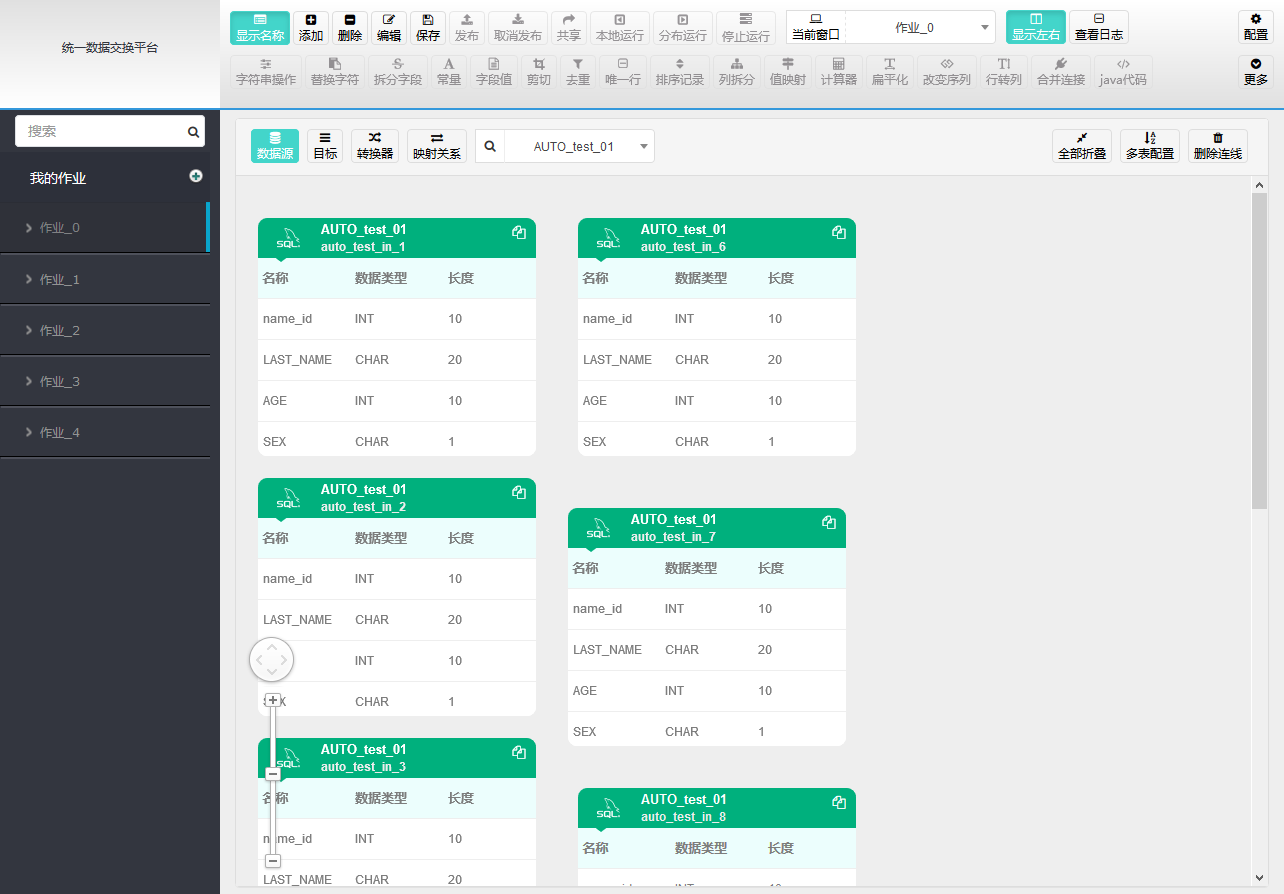 统一数据交换平台
显示名称 添加 删除 编辑 保存 发布 取消发布 共享 本地运行 分布运行 停止运行 当前窗口 作业_0 显示左右 查看日志 配置
字符串操作 替换字符 拆分字段 常量 字段值 剪切 去重 唯一行 排序记录 列拆分 值映射 计算器 扁平化 改变序列 行转列 合并连接 java代码 更多
搜索
我的作业
作业_0
作业_1
作业_2
作业_3
作业_4
数据源 目标 转换器 映射关系 AUTO_test_01 全部折叠 多表配置 删除连线
AUTO_test_01
auto_test_in_1
名称 数据类型 长度
name_id INT 10
LAST_NAME CHAR 20
AGE INT 10
SEX CHAR 1
AUTO_test_01
auto_test_in_6
名称 数据类型 长度
name_id INT 10
LAST_NAME CHAR 20
AGE INT 10
SEX CHAR 1
AUTO_test_01
auto_test_in_2
名称 数据类型 长度
name_id INT 10
LAST_NAME CHAR 20
INT 10
SEX CHAR 1
AUTO_test_01
auto_test_in_7
名称 数据类型 长度
name_id INT 10
LAST_NAME CHAR 20
AGE INT 10
SEX CHAR 1
AUTO_test_01
auto_test_in_3
名称 数据类型 长度
name_id INT 10
LAST_NAME CHAR 20
AUTO_test_01
auto_test_in_8
名称 数据类型 长度